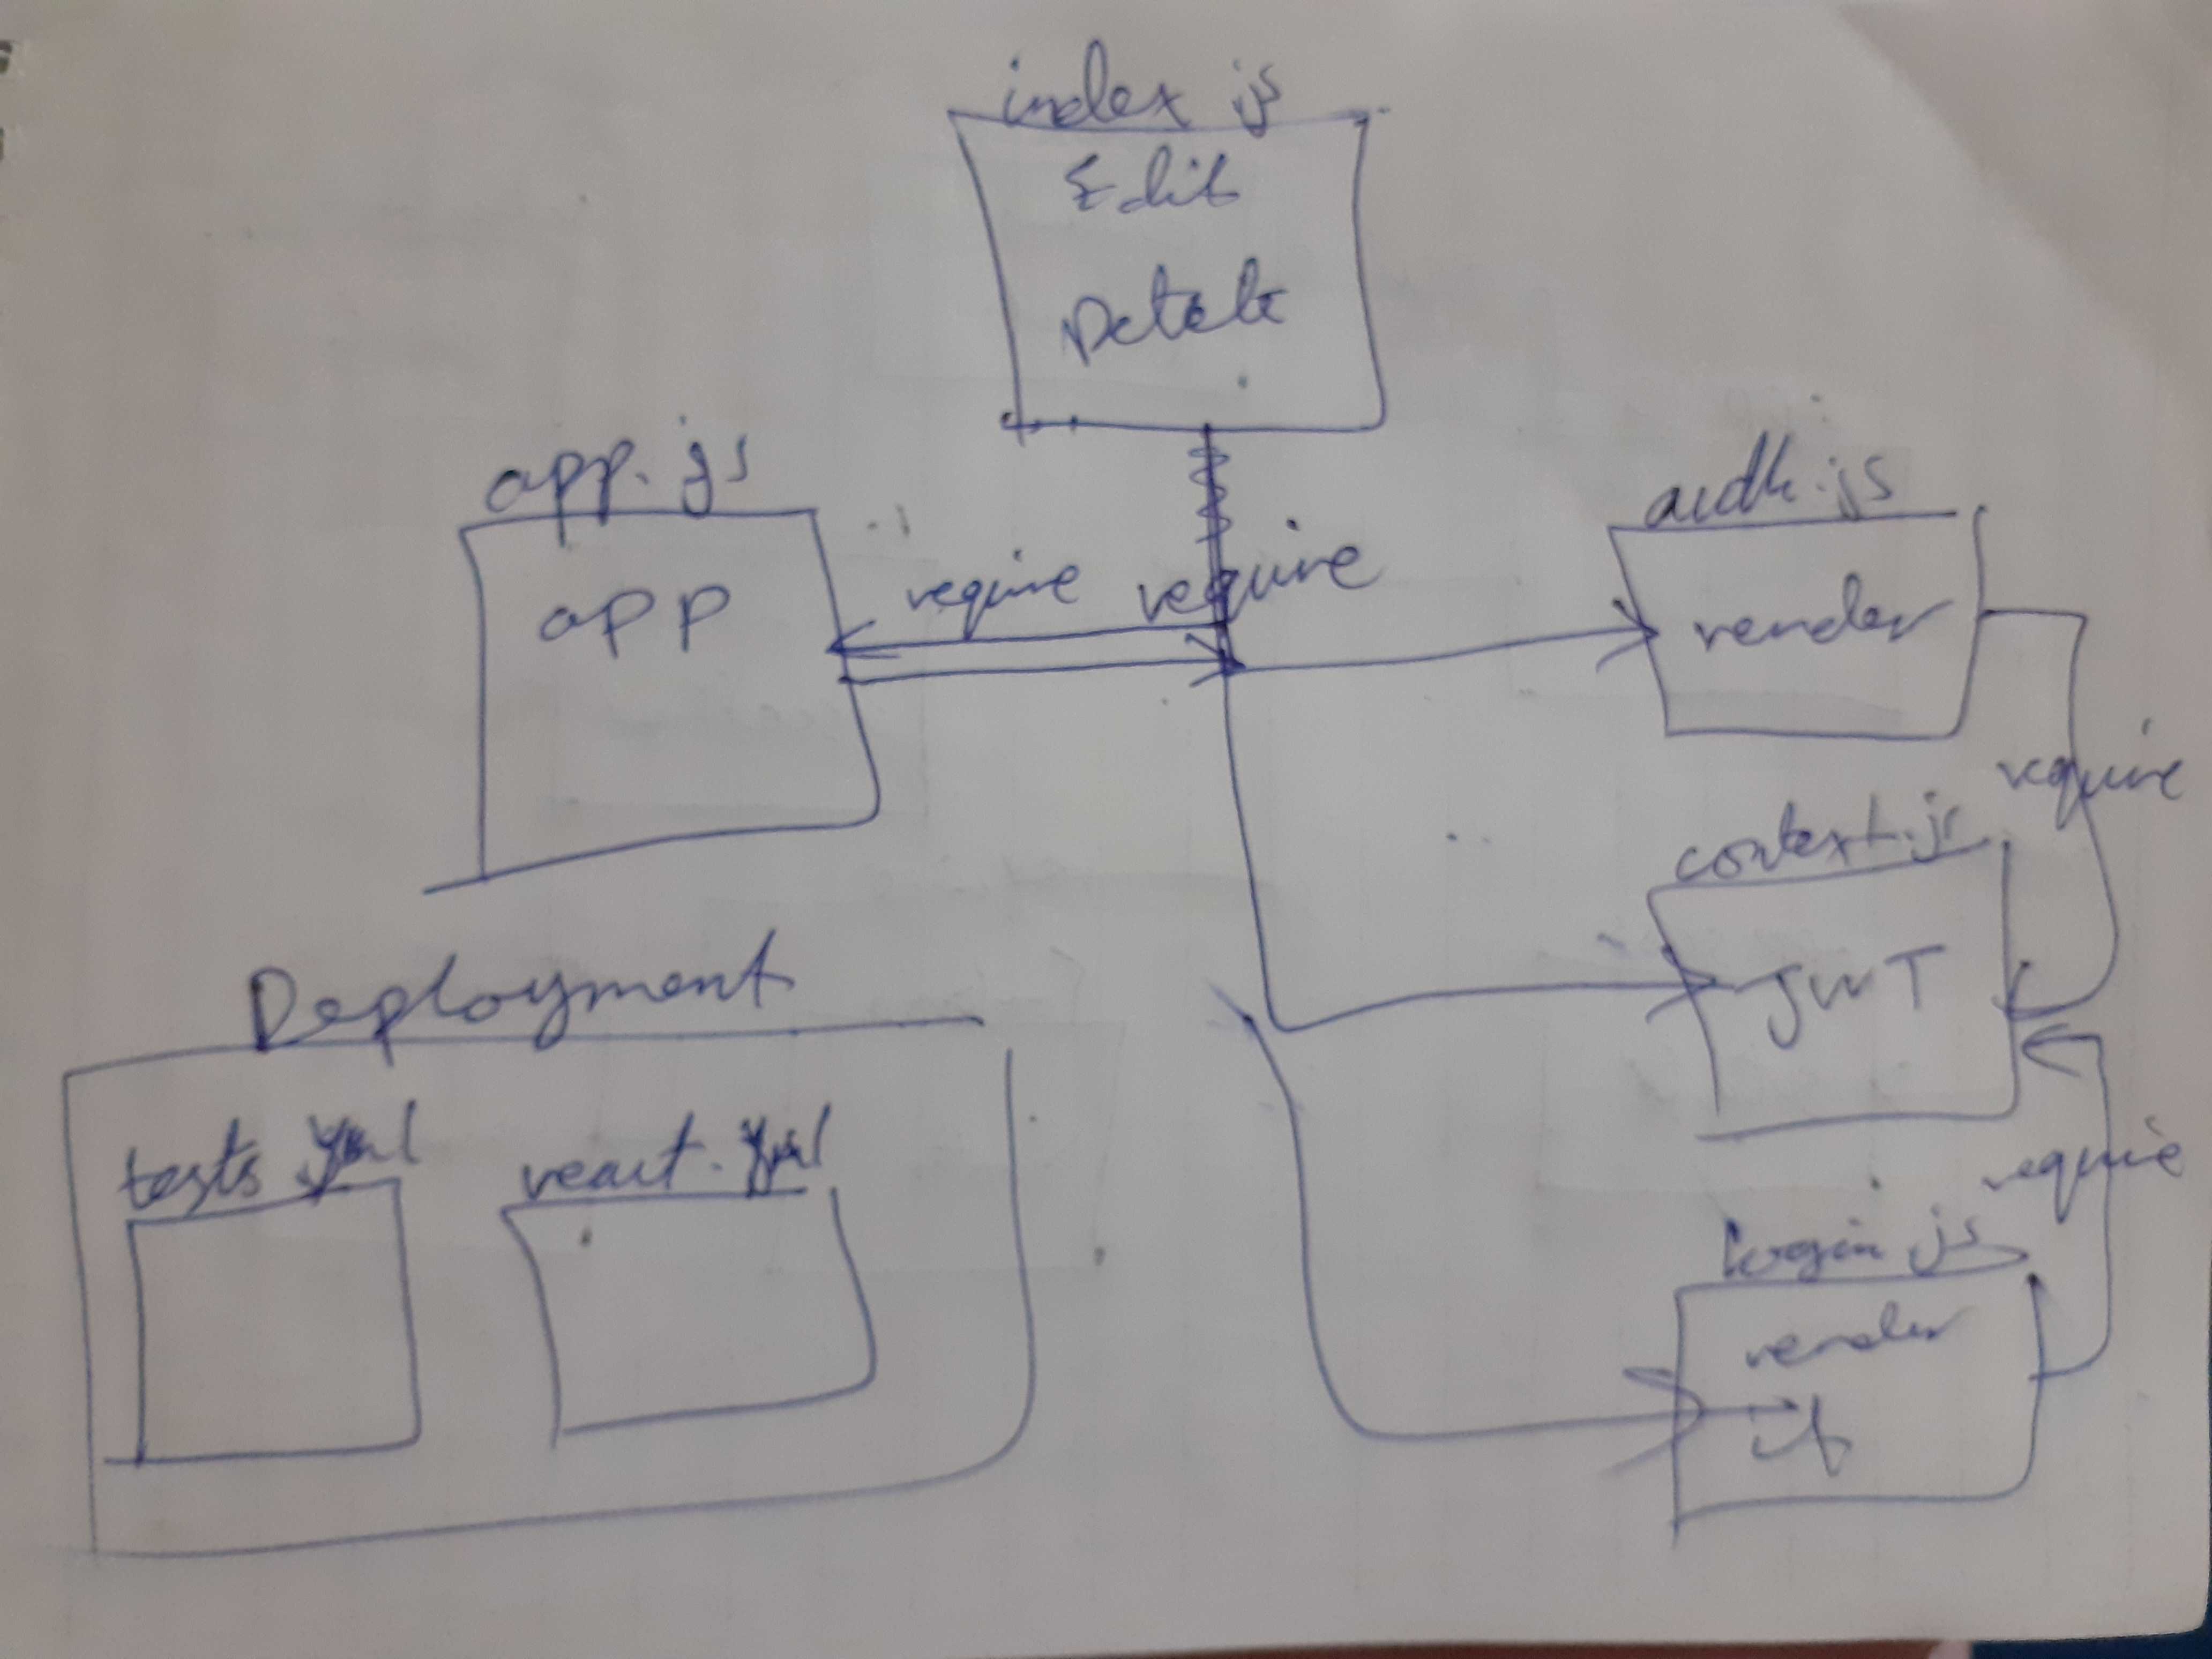 index js
Edit
Delete
app.js
app
require
require
auth.js
render
require
context.js
JWT
Deployment
tests.yml
react.yml
require
login.js
render